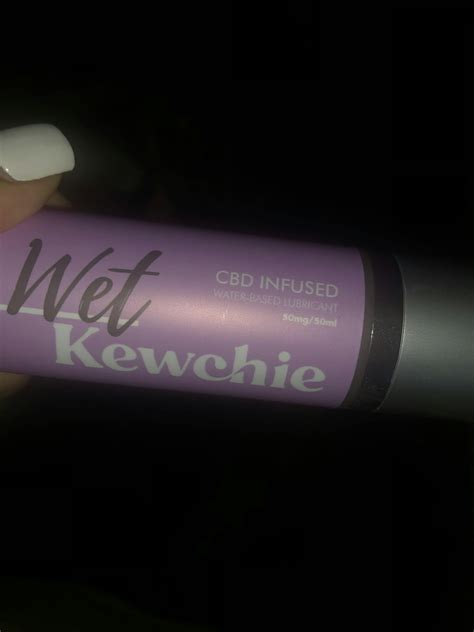 Wet
Kewchie
CBD INFUSED
WATER-BASED LUBRICANT
50mg/50ml